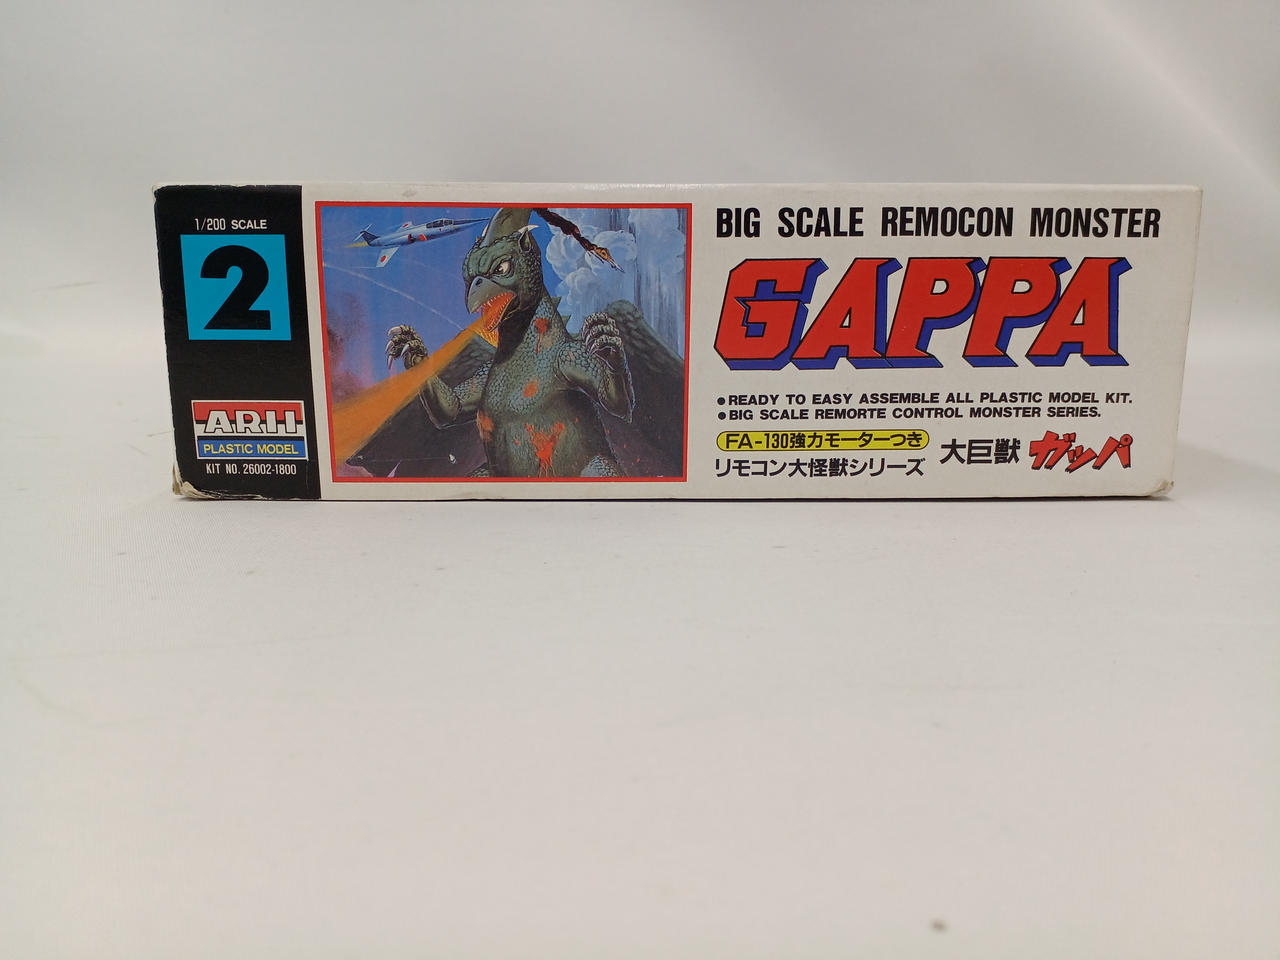 1/200 SCALE
2
ARII
PLASTIC MODEL
KIT NO. 26002-1800
BIG SCALE REMOCON MONSTER
GAPPA
●READY TO EASY ASSEMBLE ALL PLASTIC MODEL KIT.
●BIG SCALE REMORTE CONTROL MONSTER SERIES.
FA-130強力モーターつき
リモコン大怪獣シリーズ 大巨獣 ガッパ